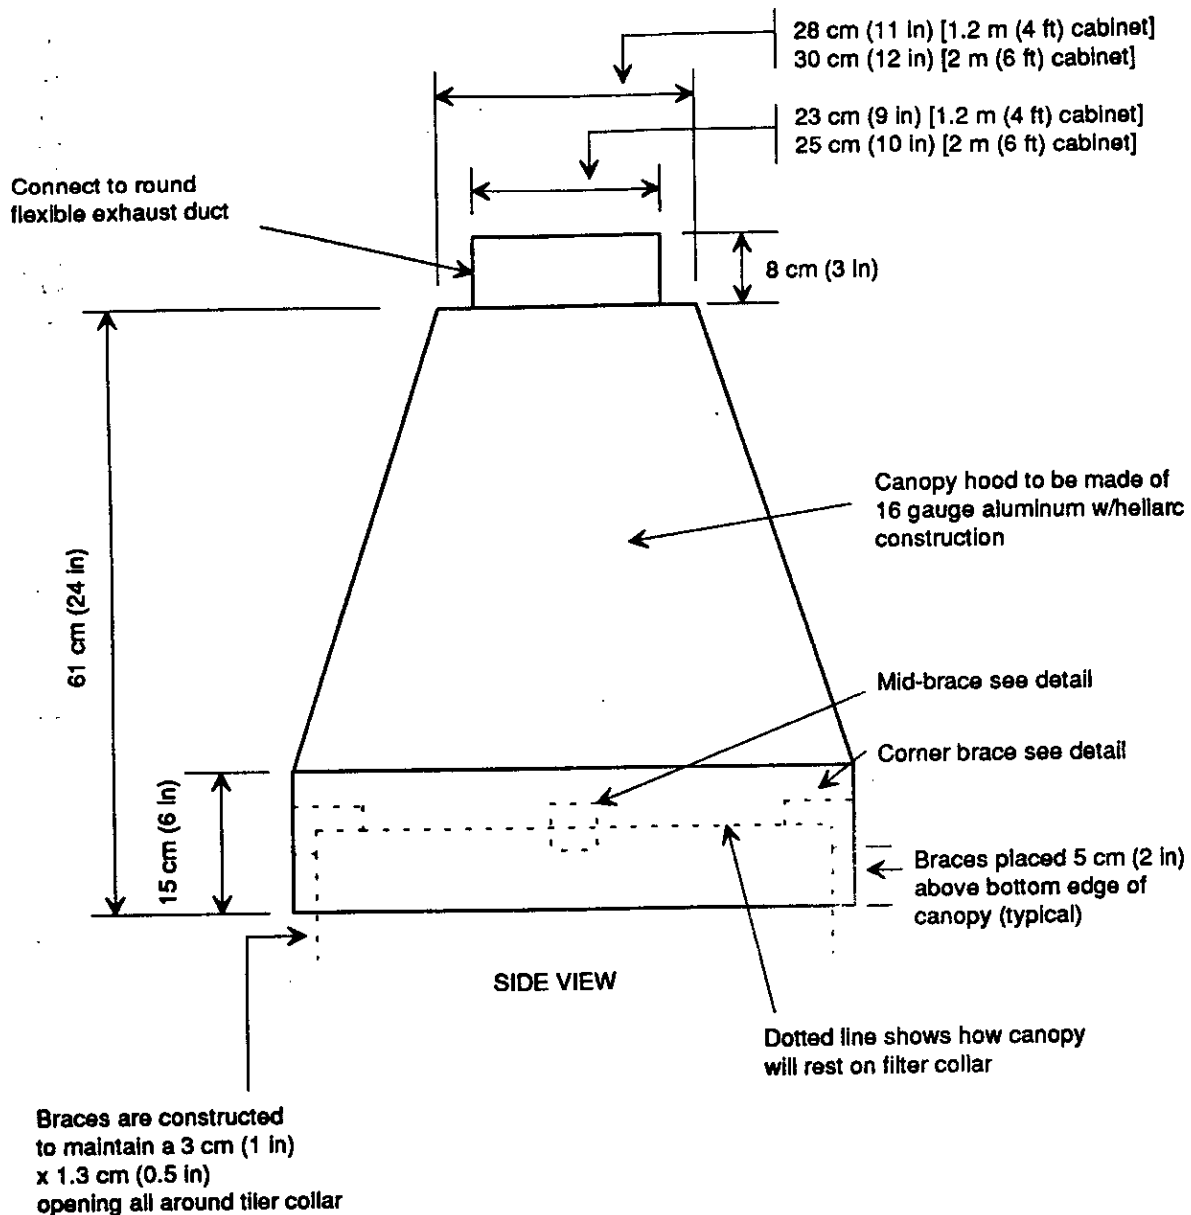 28 cm (11 in) [1.2 m (4 ft) cabinet]
30 cm (12 in) [2 m (6 ft) cabinet]
23 cm (9 in) [1.2 m (4 ft) cabinet]
25 cm (10 in) [2 m (6 ft) cabinet]
Connect to round
flexible exhaust duct
8 cm (3 in)
61 cm (24 in)
Canopy hood to be made of
16 gauge aluminum w/heliarc
construction
Mid-brace see detail
Corner brace see detail
15 cm (6 in)
Braces placed 5 cm (2 in)
above bottom edge of
canopy (typical)
SIDE VIEW
Dotted line shows how canopy
will rest on filter collar
Braces are constructed
to maintain a 3 cm (1 in)
x 1.3 cm (0.5 in)
opening all around tiler collar